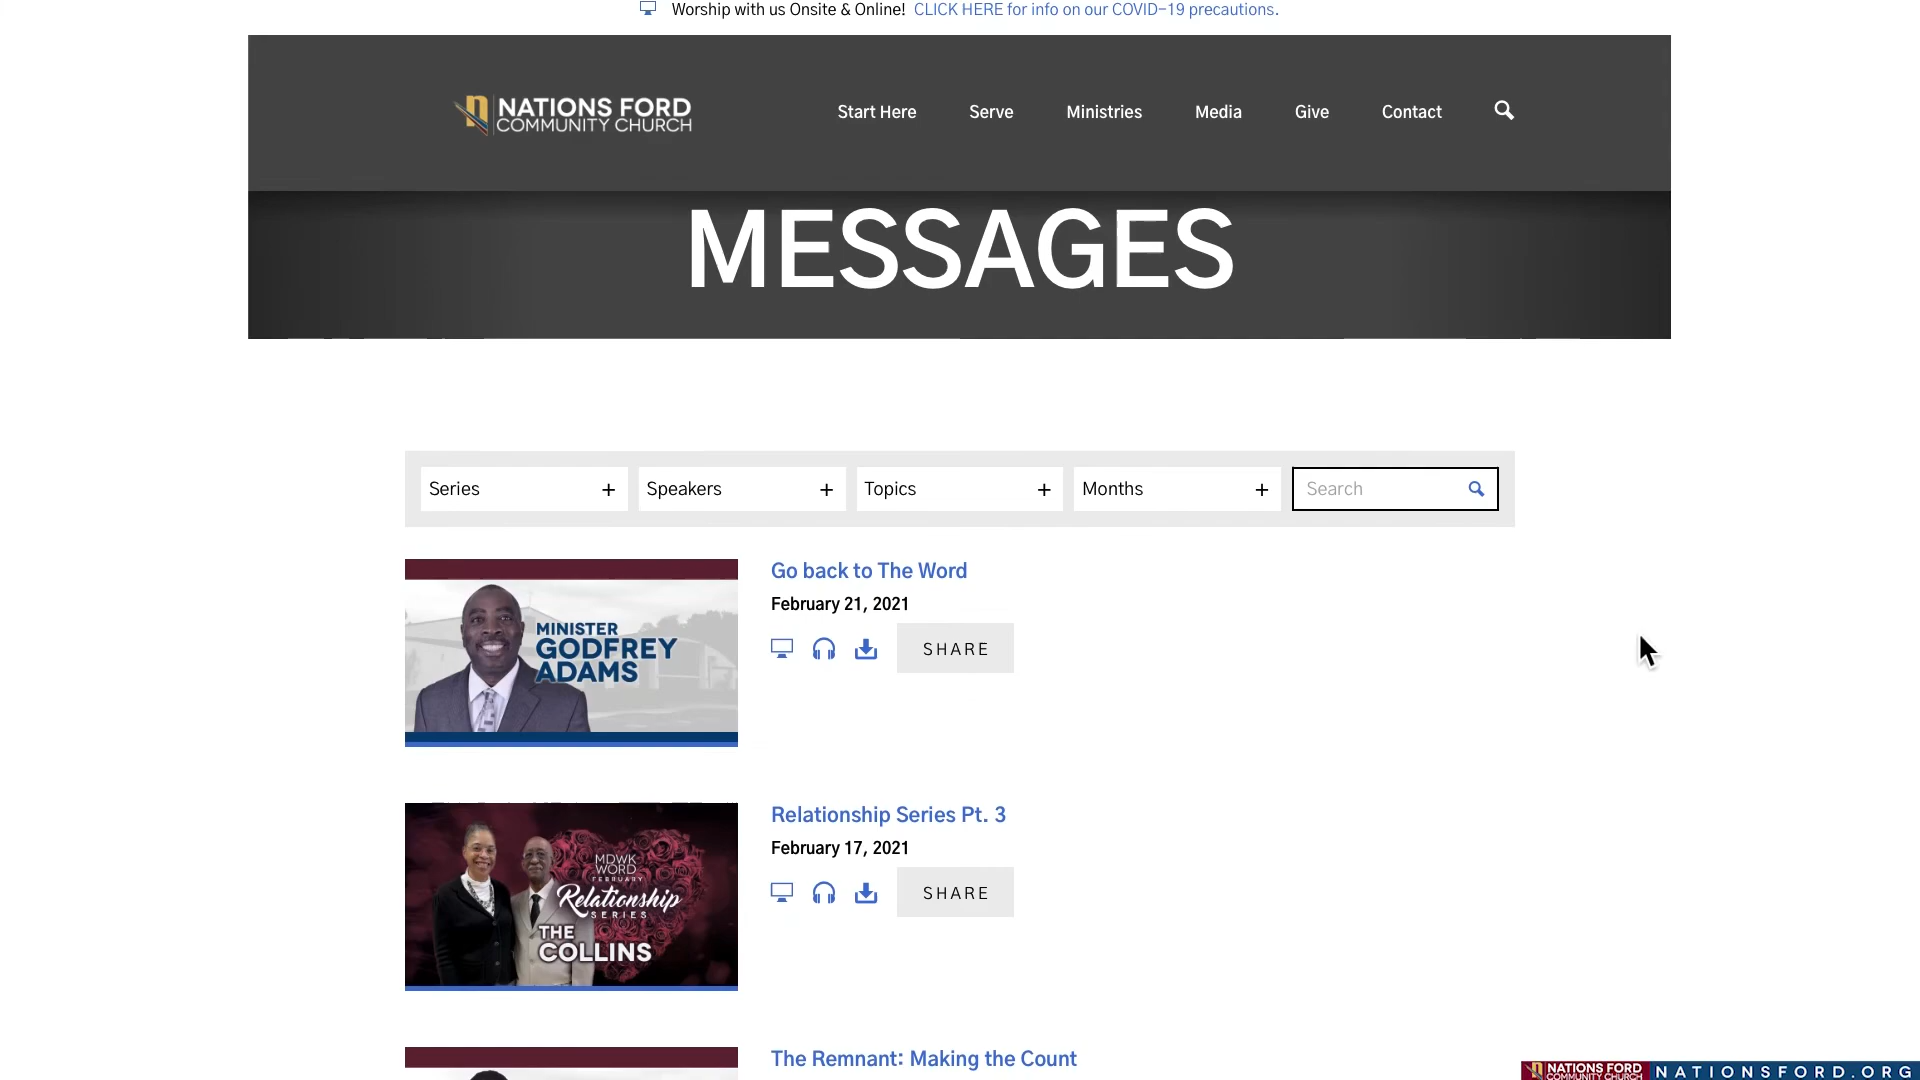 Worship with us Onsite & Online! CLICK HERE for info on our COVID-19 precautions.
NATIONS FORD
COMMUNITY CHURCH
Start Here Serve Ministries Media Give Contact
MESSAGES
Series + Speakers + Topics + Months + Search
MINISTER
GODFREY
ADAMS
Go back to The Word
February 21, 2021
SHARE
MDWK
WORD
FEBRUARY
Relationship
SERIES
THE
COLLINS
Relationship Series Pt. 3
February 17, 2021
SHARE
The Remnant: Making the Count
NATIONS FORD
COMMUNITY CHURCH
NATIONSFORD.ORG